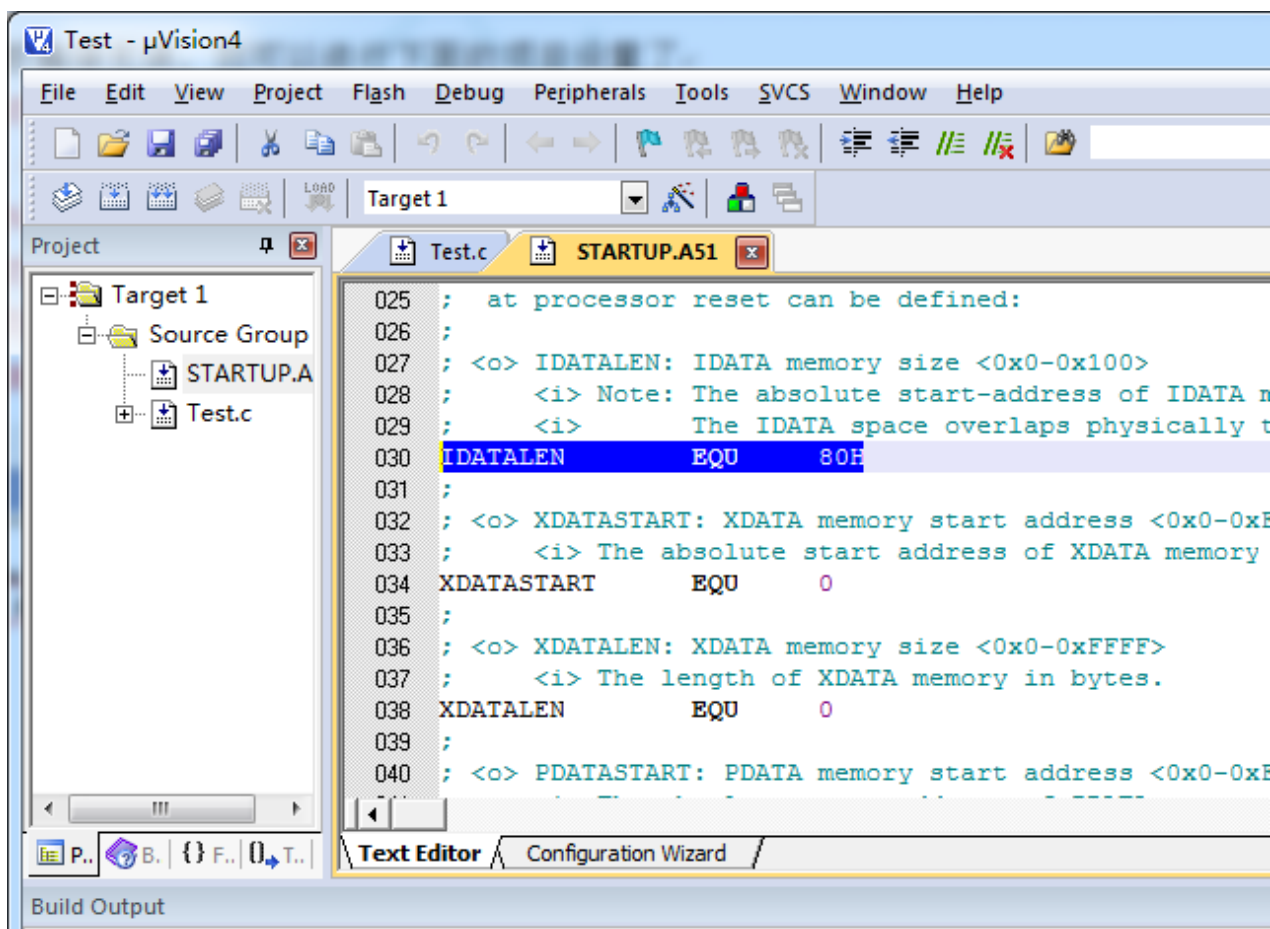 Test - µVision4
File Edit View Project Flash Debug Peripherals Tools SVCS Window Help
LOAD
Target 1
Project
Test.c STARTUP.A51
Target 1
Source Group
STARTUP.A
Test.c
025 ;  at processor reset can be defined:
026 ;
027 ; <o> IDATALEN: IDATA memory size <0x0-0x100>
028 ;     <i> Note: The absolute start-address of IDATA m
029 ;     <i>       The IDATA space overlaps physically t
030 IDATALEN        EQU     80H
031 ;
032 ; <o> XDATASTART: XDATA memory start address <0x0-0xF
033 ;     <i> The absolute start address of XDATA memory
034 XDATASTART      EQU     0
035 ;
036 ; <o> XDATALEN: XDATA memory size <0x0-0xFFFF>
037 ;     <i> The length of XDATA memory in bytes.
038 XDATALEN        EQU     0
039 ;
040 ; <o> PDATASTART: PDATA memory start address <0x0-0xF
P.. B. {} F.. 0 T..
Text Editor Configuration Wizard
Build Output